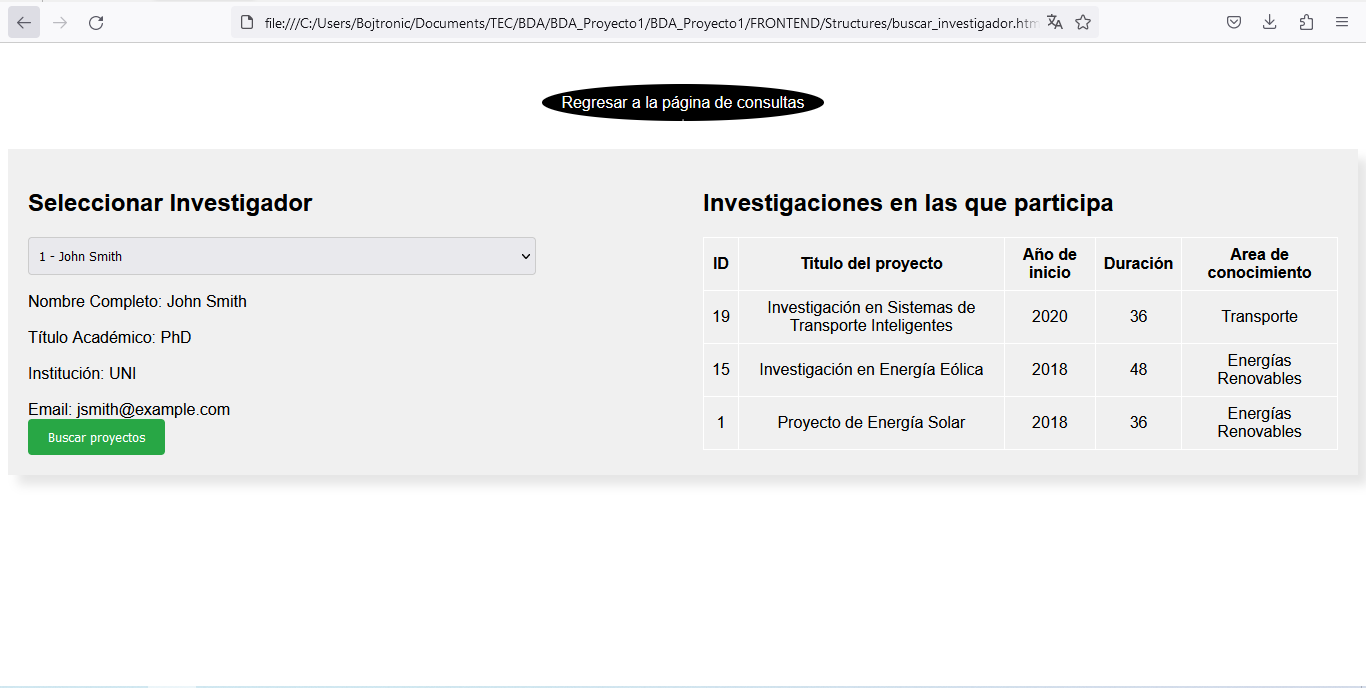 file:///C:/Users/Bojtronic/Documents/TEC/BDA/BDA_Proyecto1/BDA_Proyecto1/FRONTEND/Structures/buscar_investigador.htm
Regresar a la página de consultas
Seleccionar Investigador
1 - John Smith
Nombre Completo: John Smith
Título Académico: PhD
Institución: UNI
Email: jsmith@example.com
Buscar proyectos
Investigaciones en las que participa
ID Titulo del proyecto Año de inicio Duración Area de conocimiento
19 Investigación en Sistemas de Transporte Inteligentes 2020 36 Transporte
15 Investigación en Energía Eólica 2018 48 Energías Renovables
1 Proyecto de Energía Solar 2018 36 Energías Renovables